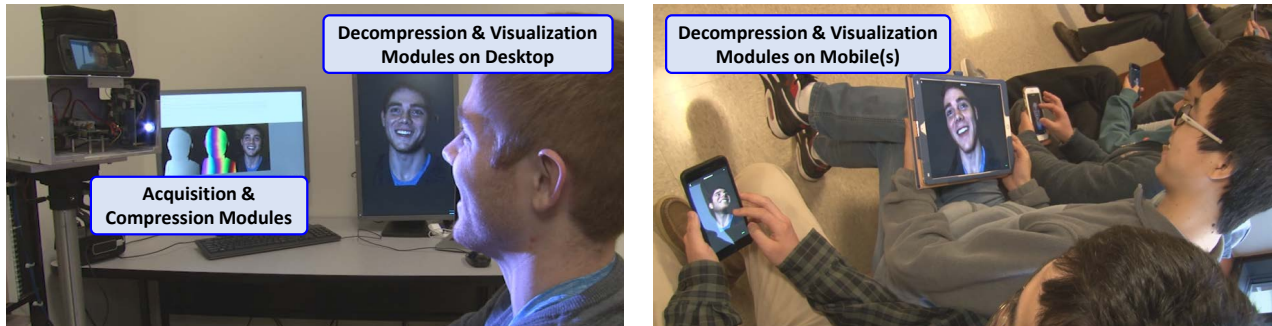 Decompression & Visualization
Modules on Desktop
Acquisition &
Compression Modules
Decompression & Visualization
Modules on Mobile(s)